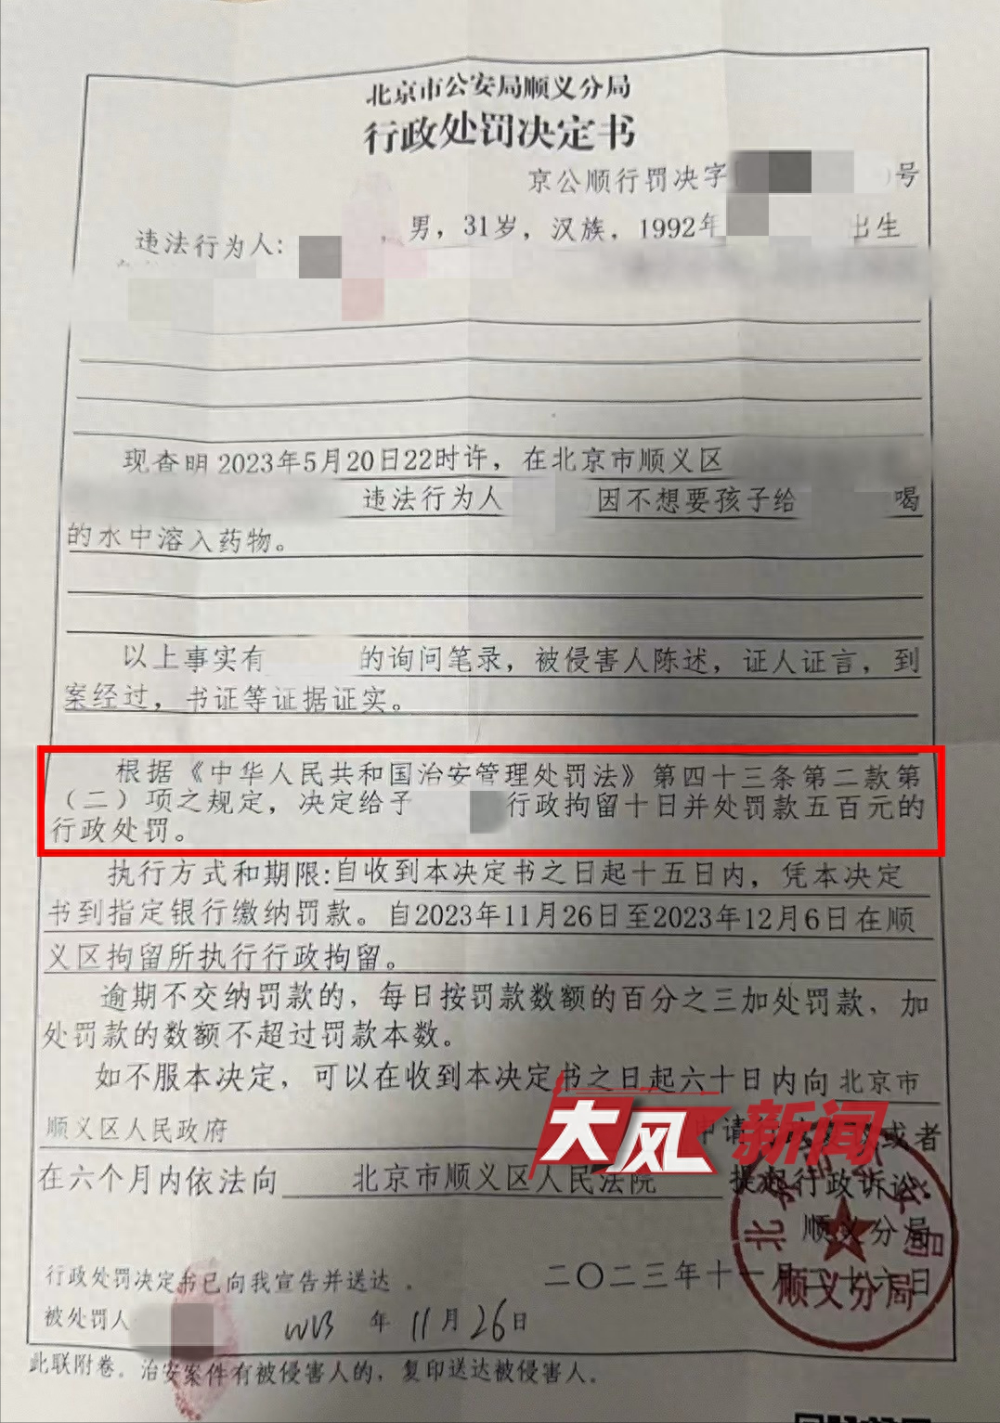 北京市公安局顺义分局
行政处罚决定书
京公顺行罚决字 号
违法行为人: ，男，31岁，汉族，1992年 出生
现查明2023年5月20日22时许，在北京市顺义区
违法行为人 因不想要孩子给 喝
的水中溶入药物。
以上事实有 的询问笔录，被侵害人陈述，证人证言，到
案经过，书证等证据证实。
根据《中华人民共和国治安管理处罚法》第四十三条第二款第
（二）项之规定，决定给予 行政拘留十日并处罚款五百元的
行政处罚。
执行方式和期限:自收到本决定书之日起十五日内，凭本决定
书到指定银行缴纳罚款。自2023年11月26日至2023年12月6日在顺
义区拘留所执行行政拘留。
逾期不交纳罚款的，每日按罚款数额的百分之三加处罚款，加
处罚款的数额不超过罚款本数。
如不服本决定，可以在收到本决定书之日起六十日内向 北京市
顺义区人民政府 申请 或者
在六个月内依法向 北京市顺义区人民法院 提起行政诉讼。
大风新闻
顺义分局
二〇二三年十一月二十六日
顺义分局
行政处罚决定书已向我宣告并送达。
被处罚人 年 11月26日
此联附卷。治安案件有被侵害人的，复印送达被侵害人。